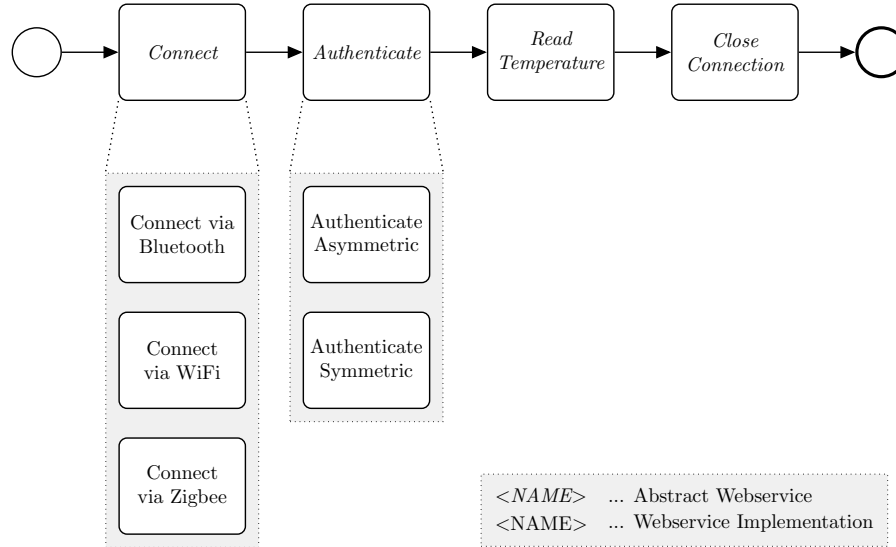 Connect
Authenticate
Read
Temperature
Close
Connection
Connect via
Bluetooth
Authenticate
Asymmetric
Connect
via WiFi
Authenticate
Symmetric
Connect
via Zigbee
<NAME> ... Abstract Webservice
<NAME> ... Webservice Implementation